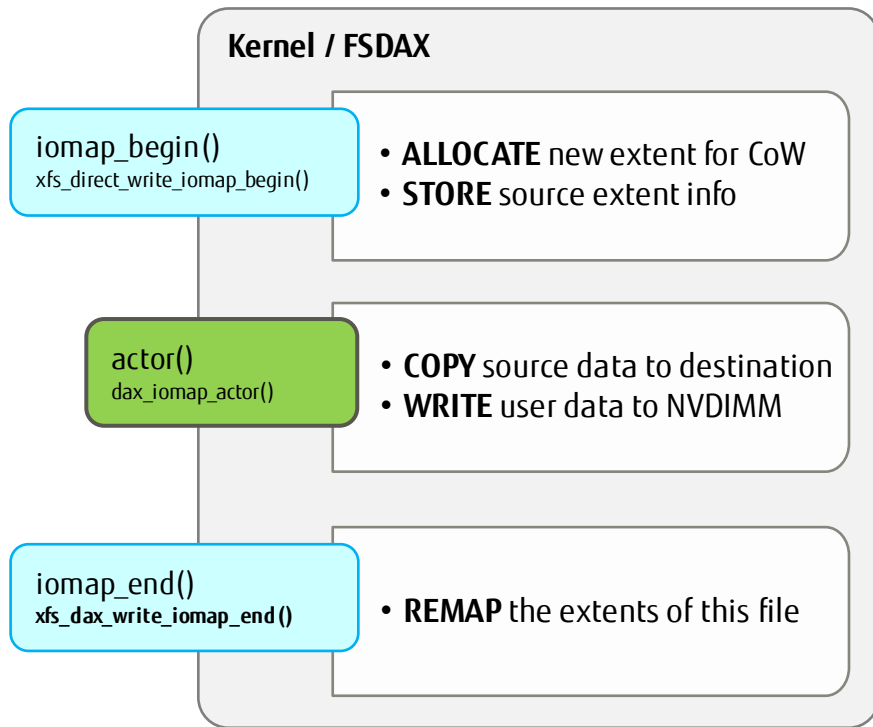 Kernel / FSDAX
iomap_begin()
xfs_direct_write_iomap_begin()
• ALLOCATE new extent for CoW
• STORE source extent info
actor()
dax_iomap_actor()
• COPY source data to destination
• WRITE user data to NVDIMM
iomap_end()
xfs_dax_write_iomap_end()
• REMAP the extents of this file